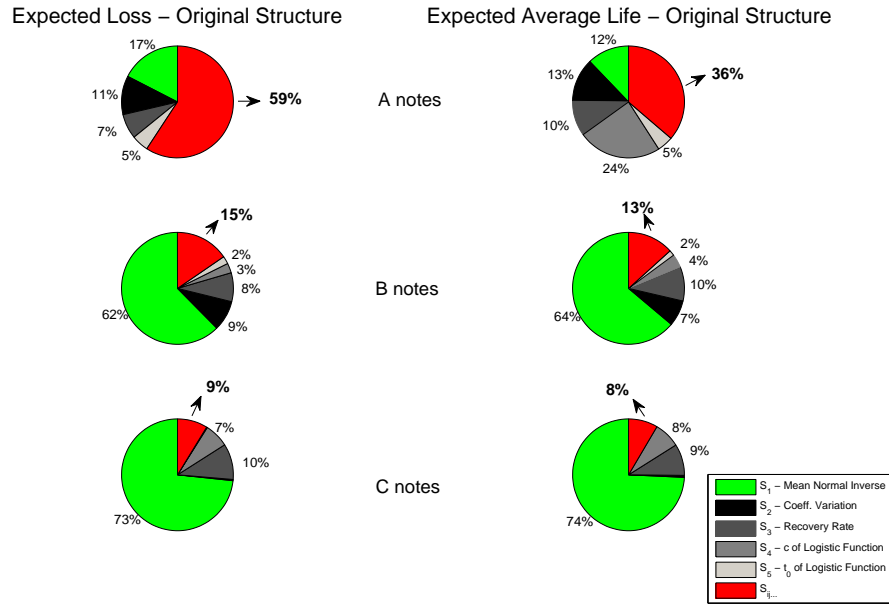 Expected Loss – Original Structure
Expected Average Life – Original Structure
17%
11%
7%
5%
59%
A notes
12%
13%
10%
24%
5%
36%
15%
2%
3%
8%
9%
62%
B notes
13%
2%
4%
10%
7%
64%
9%
7%
10%
73%
C notes
8%
8%
9%
74%
S1 – Mean Normal Inverse
S2 – Coeff. Variation
S3 – Recovery Rate
S4 – c of Logistic Function
S5 – t0 of Logistic Function
Sij...